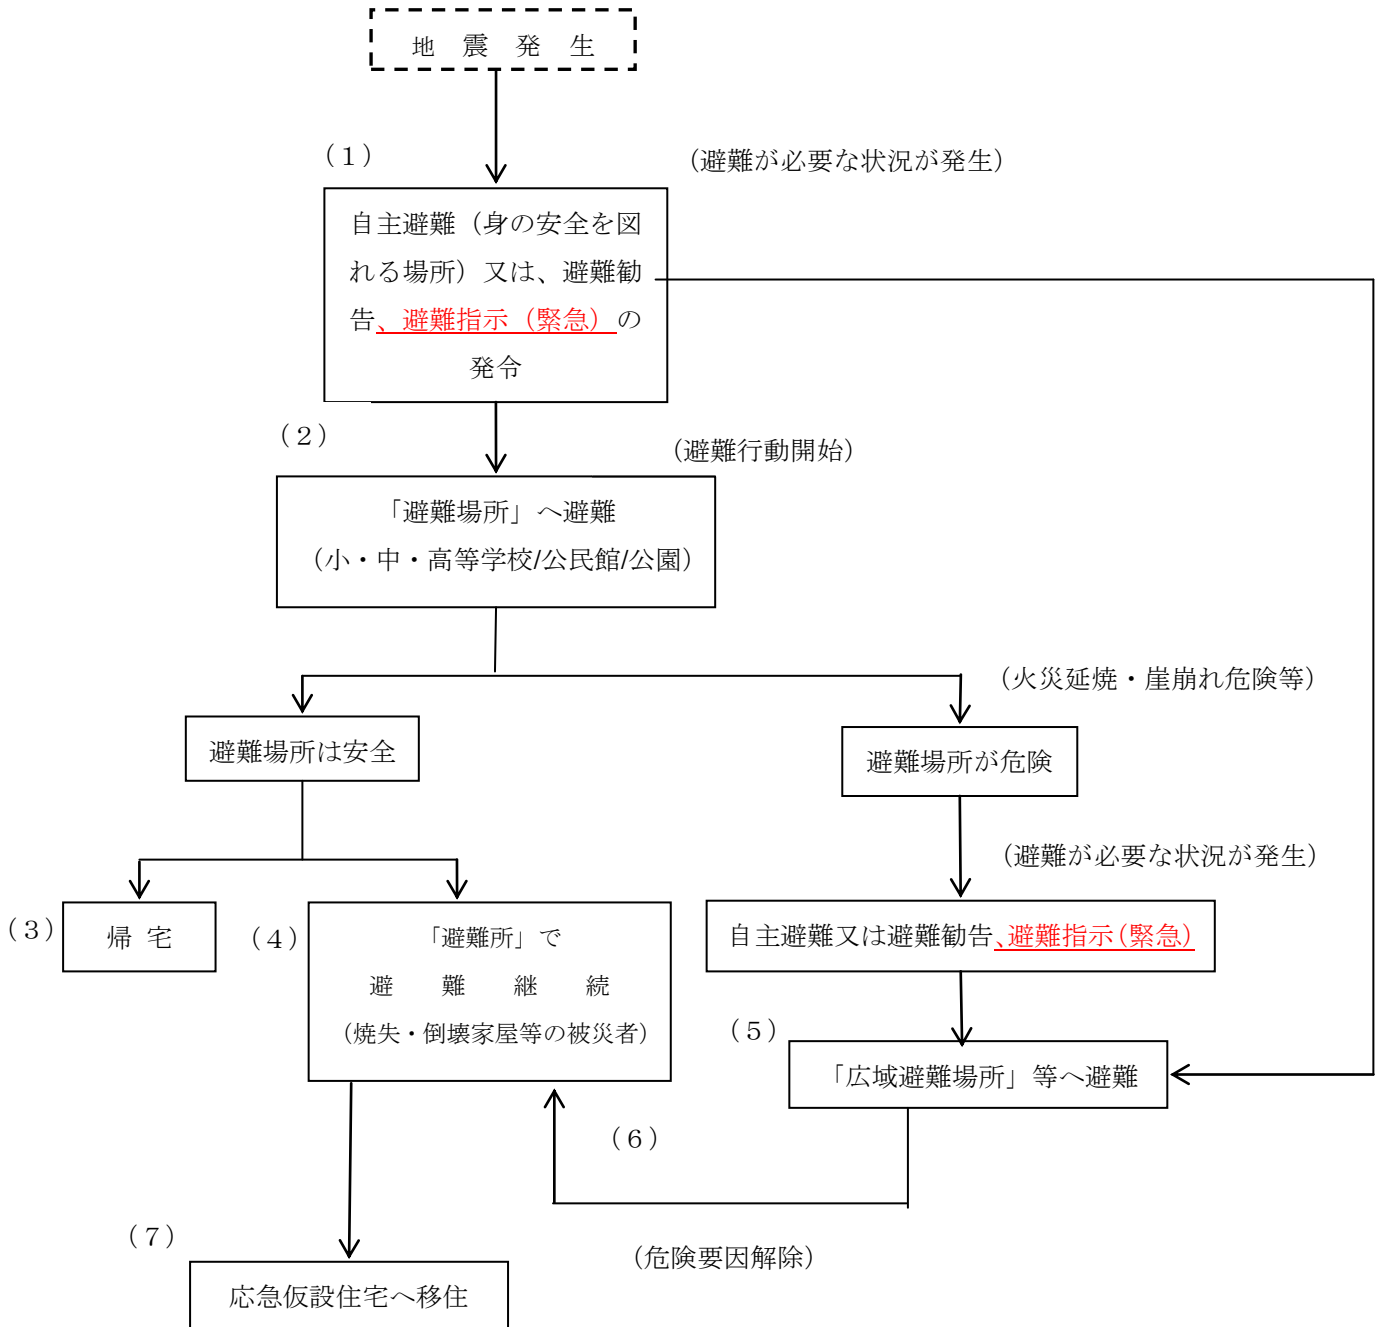 地 震 発 生
（１）
（避難が必要な状況が発生）
自主避難（身の安全を図
れる場所）又は、避難勧
告、避難指示（緊急）の
発令
（２）
（避難行動開始）
「避難場所」へ避難
（小・中・高等学校/公民館/公園）
（火災延焼・崖崩れ危険等）
避難場所は安全
避難場所が危険
（避難が必要な状況が発生）
（３）
帰 宅
（４）
「避難所」で
避 難 継 続
（焼失・倒壊家屋等の被災者）
自主避難又は避難勧告、避難指示（緊急）
（５）
「広域避難場所」等へ避難
（６）
（危険要因解除）
（７）
応急仮設住宅へ移住